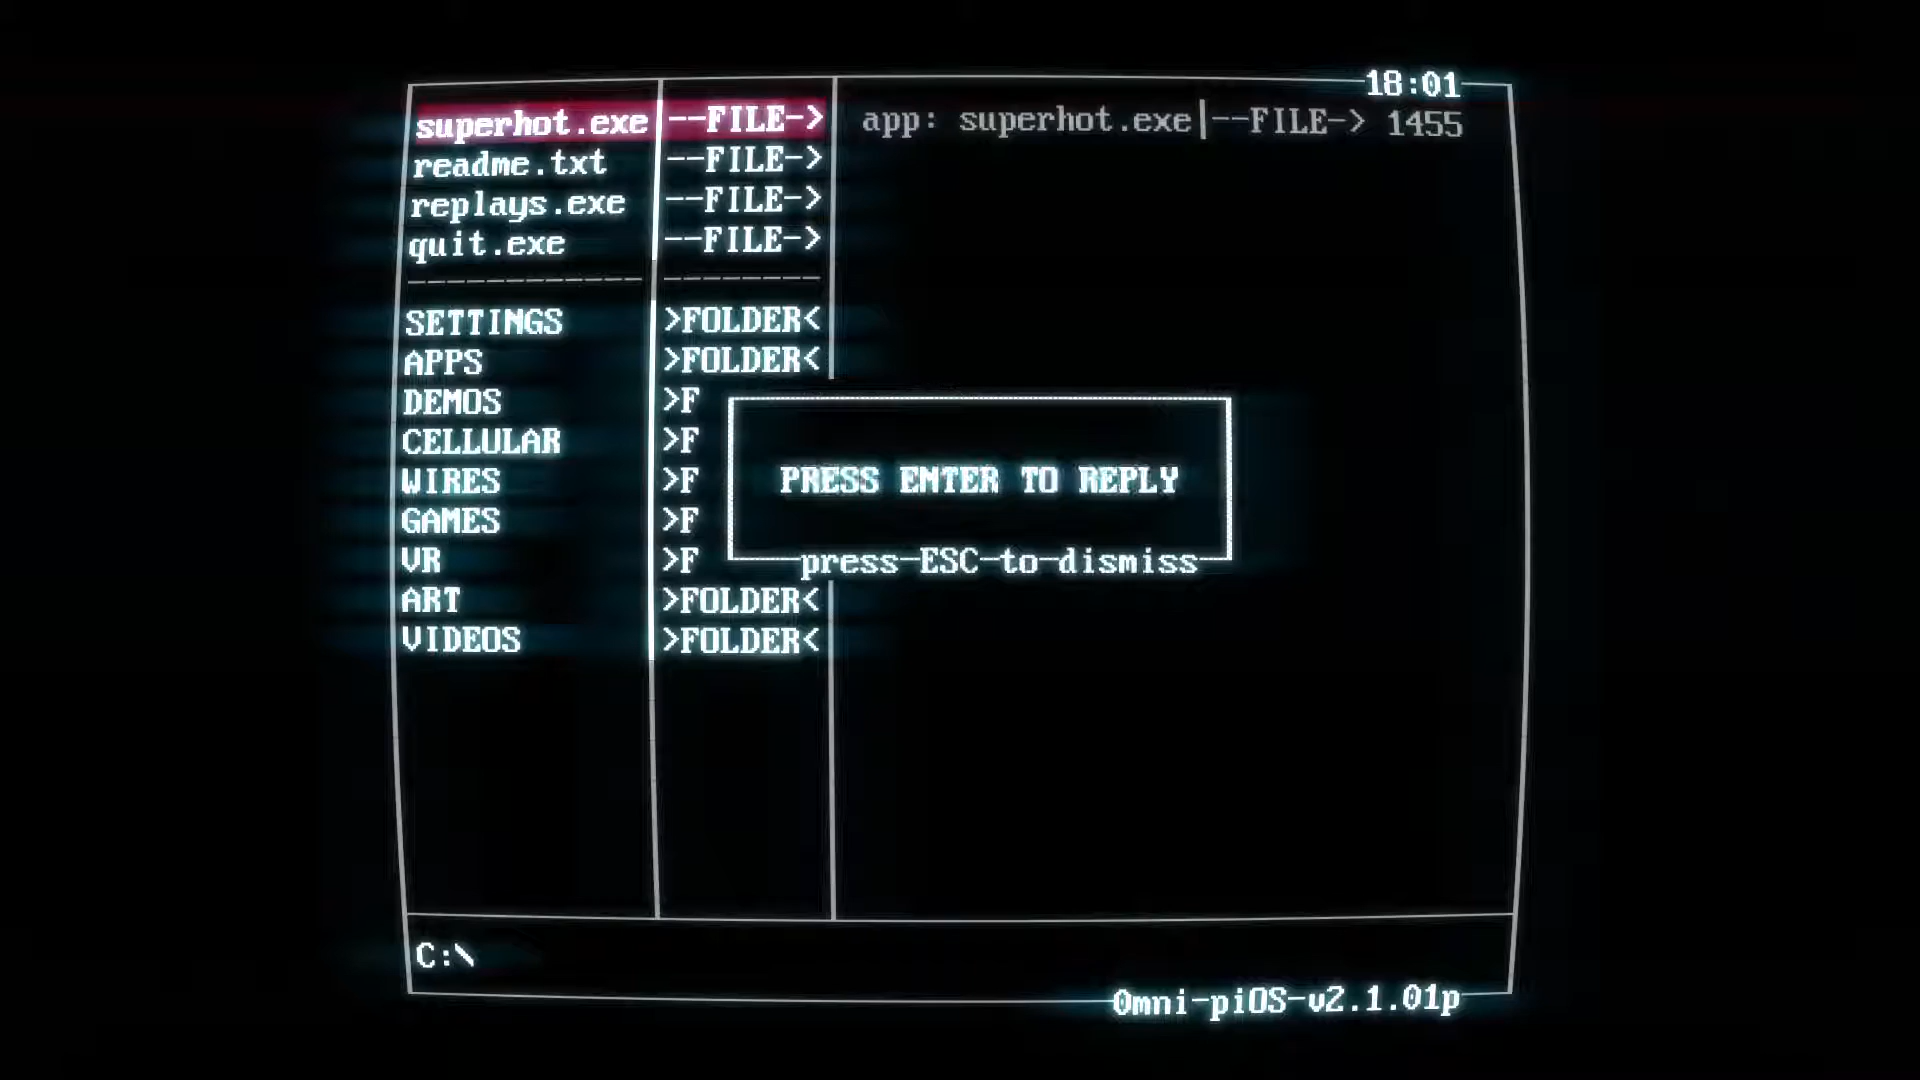 18:01
superhot.exe --FILE-> app: superhot.exe|--FILE-> 1455
readme.txt --FILE->
replays.exe --FILE->
quit.exe --FILE->
SETTINGS >FOLDER<
APPS >FOLDER<
DEMOS >F
CELLULAR >F
WIRES >F
GAMES >F
VR >F
ART >FOLDER<
VIDEOS >FOLDER<
PRESS ENTER TO REPLY
press-ESC-to-dismiss
C:\
0mni-piOS-v2.1.01p